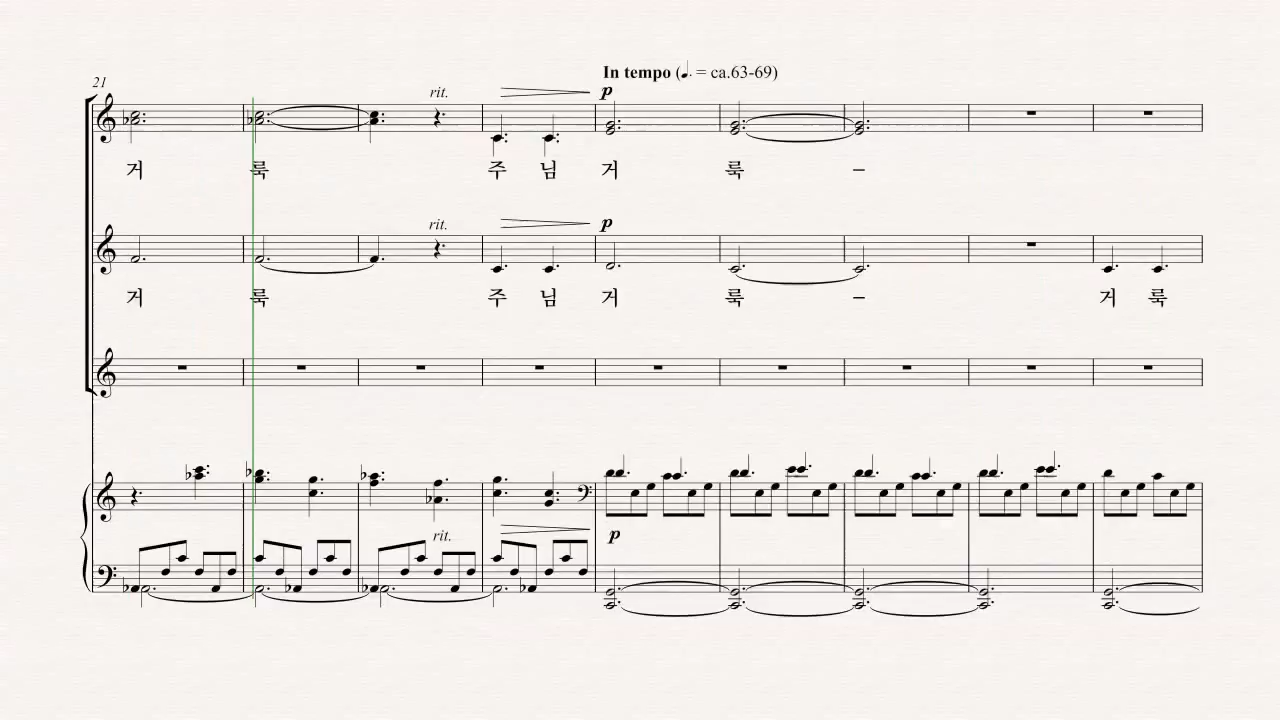 In tempo (♩. = ca.63-69)
21
rit.
p
거 룩 주 님 거 룩 –
rit.
p
거 룩 주 님 거 룩 – 거 룩
rit.
p